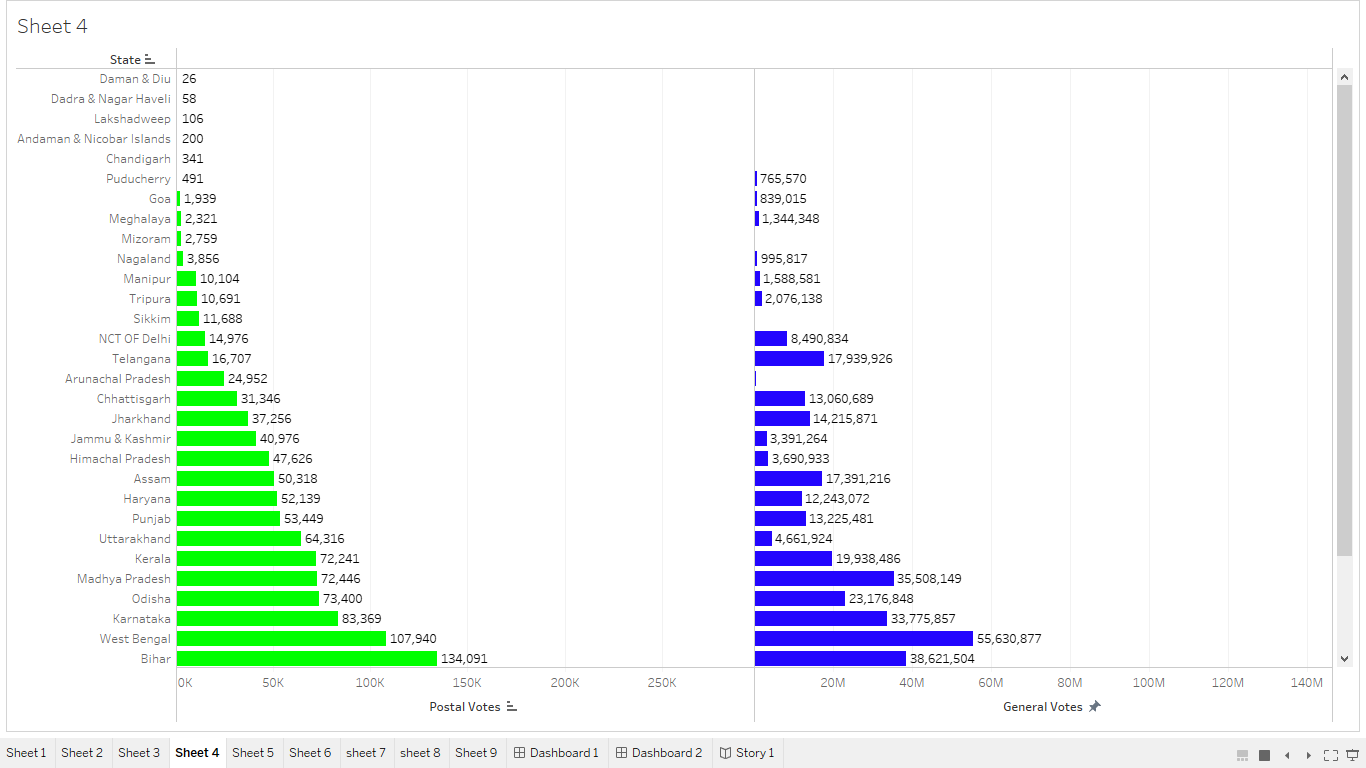 Sheet 4
State
Daman & Diu 26
Dadra & Nagar Haveli 58
Lakshadweep 106
Andaman & Nicobar Islands 200
Chandigarh 341
Puducherry 491 765,570
Goa 1,939 839,015
Meghalaya 2,321 1,344,348
Mizoram 2,759
Nagaland 3,856 995,817
Manipur 10,104 1,588,581
Tripura 10,691 2,076,138
Sikkim 11,688
NCT OF Delhi 14,976 8,490,834
Telangana 16,707 17,939,926
Arunachal Pradesh 24,952
Chhattisgarh 31,346 13,060,689
Jharkhand 37,256 14,215,871
Jammu & Kashmir 40,976 3,391,264
Himachal Pradesh 47,626 3,690,933
Assam 50,318 17,391,216
Haryana 52,139 12,243,072
Punjab 53,449 13,225,481
Uttarakhand 64,316 4,661,924
Kerala 72,241 19,938,486
Madhya Pradesh 72,446 35,508,149
Odisha 73,400 23,176,848
Karnataka 83,369 33,775,857
West Bengal 107,940 55,630,877
Bihar 134,091 38,621,504
0K 50K 100K 150K 200K 250K 20M 40M 60M 80M 100M 120M 140M
Postal Votes General Votes
Sheet 1 Sheet 2 Sheet 3 Sheet 4 Sheet 5 Sheet 6 sheet 7 sheet 8 Sheet 9 Dashboard 1 Dashboard 2 Story 1